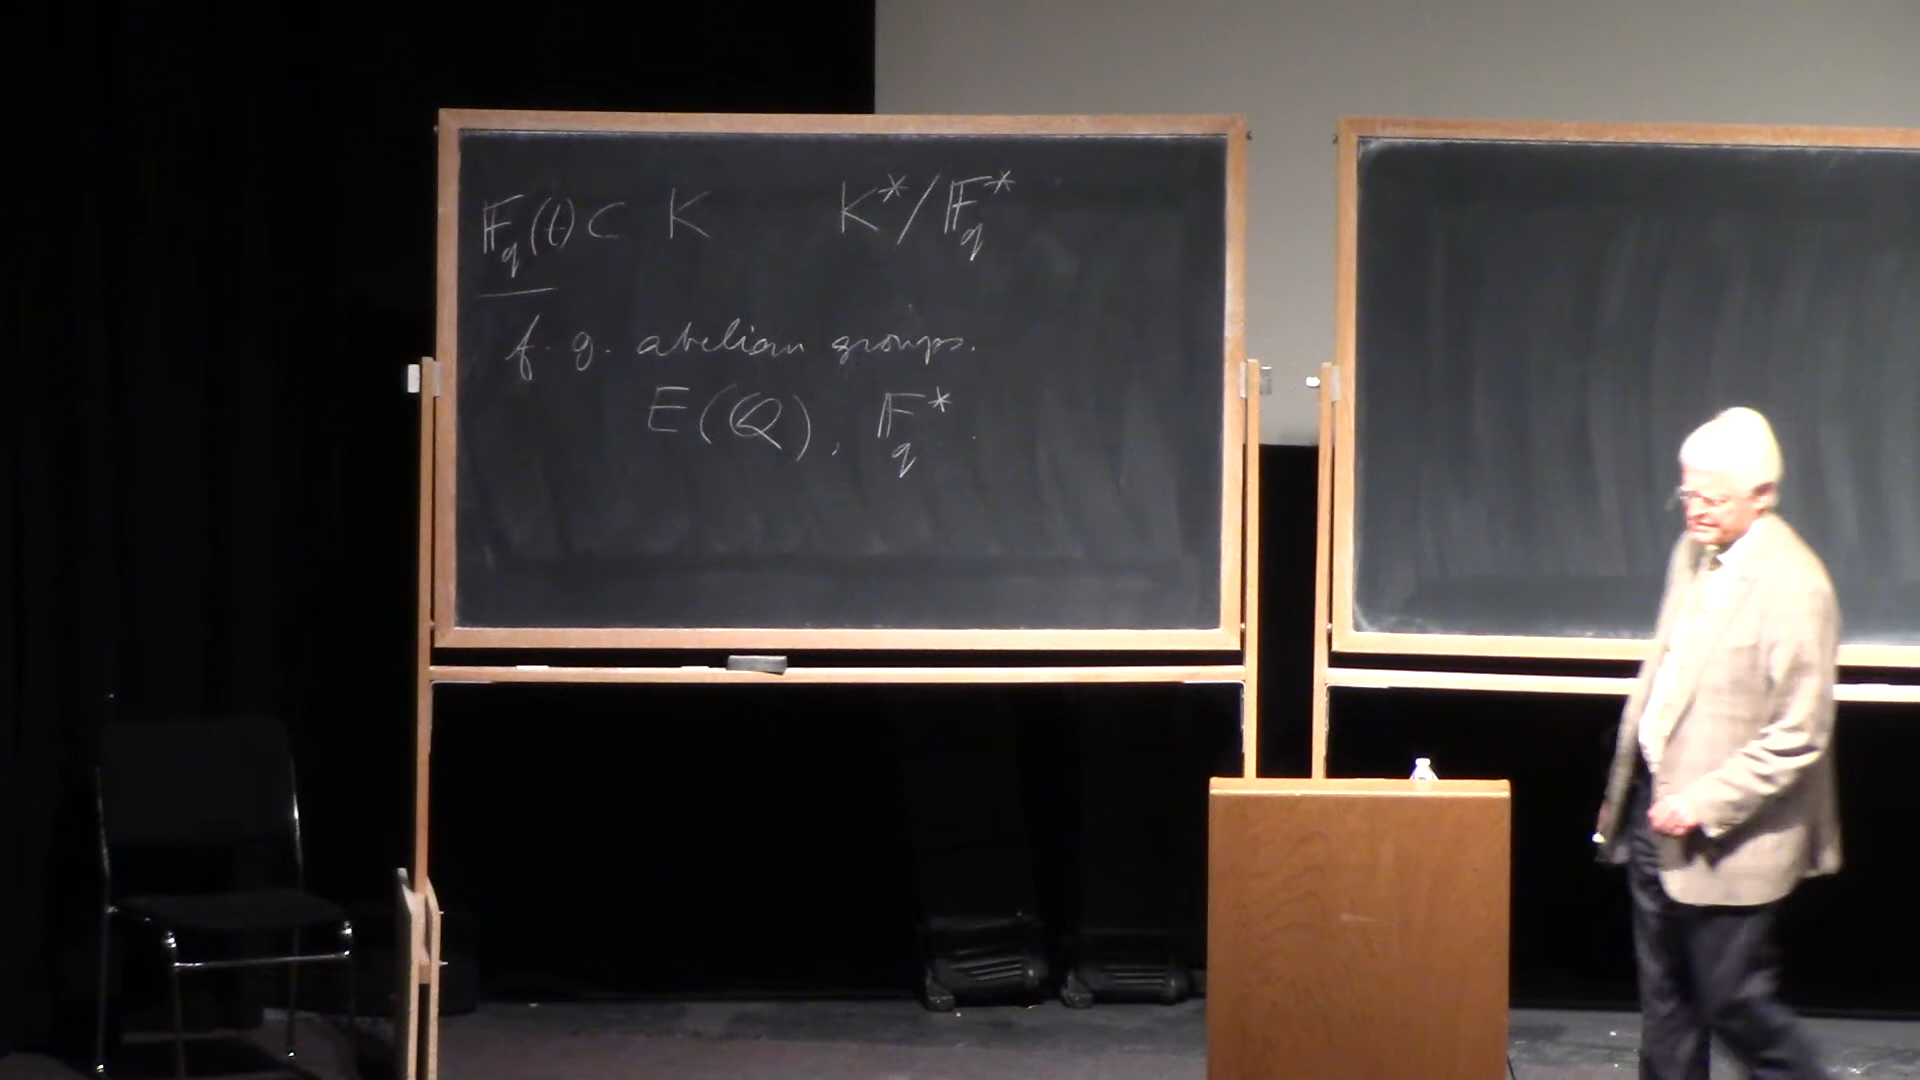 𝔽_q(t) ⊂ K    K*/𝔽_q*
f. g. abelian groups.
E(Q), 𝔽_q*.